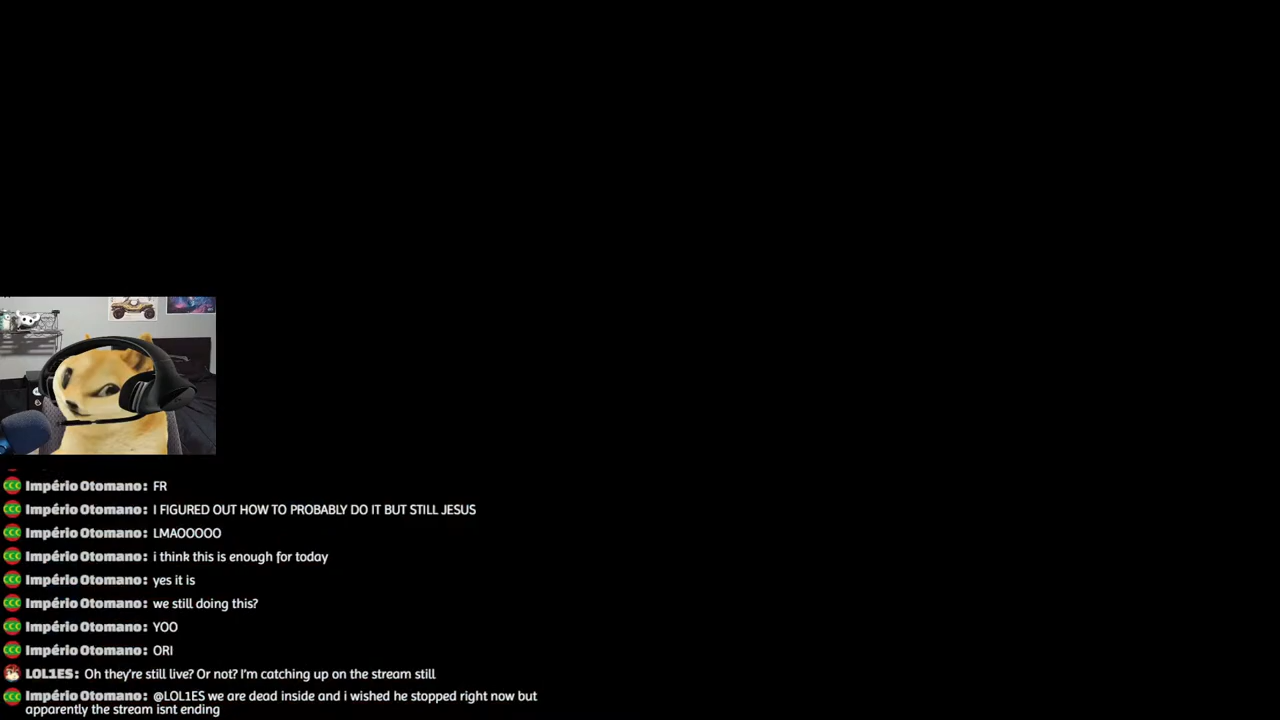 Império Otomano: FR
Império Otomano: I FIGURED OUT HOW TO PROBABLY DO IT BUT STILL JESUS
Império Otomano: LMAOOOOO
Império Otomano: i think this is enough for today
Império Otomano: yes it is
Império Otomano: we still doing this?
Império Otomano: YOO
Império Otomano: ORI
LOL1ES: Oh they're still live? Or not? I'm catching up on the stream still
Império Otomano: @LOL1ES we are dead inside and i wished he stopped right now but
apparently the stream isnt ending